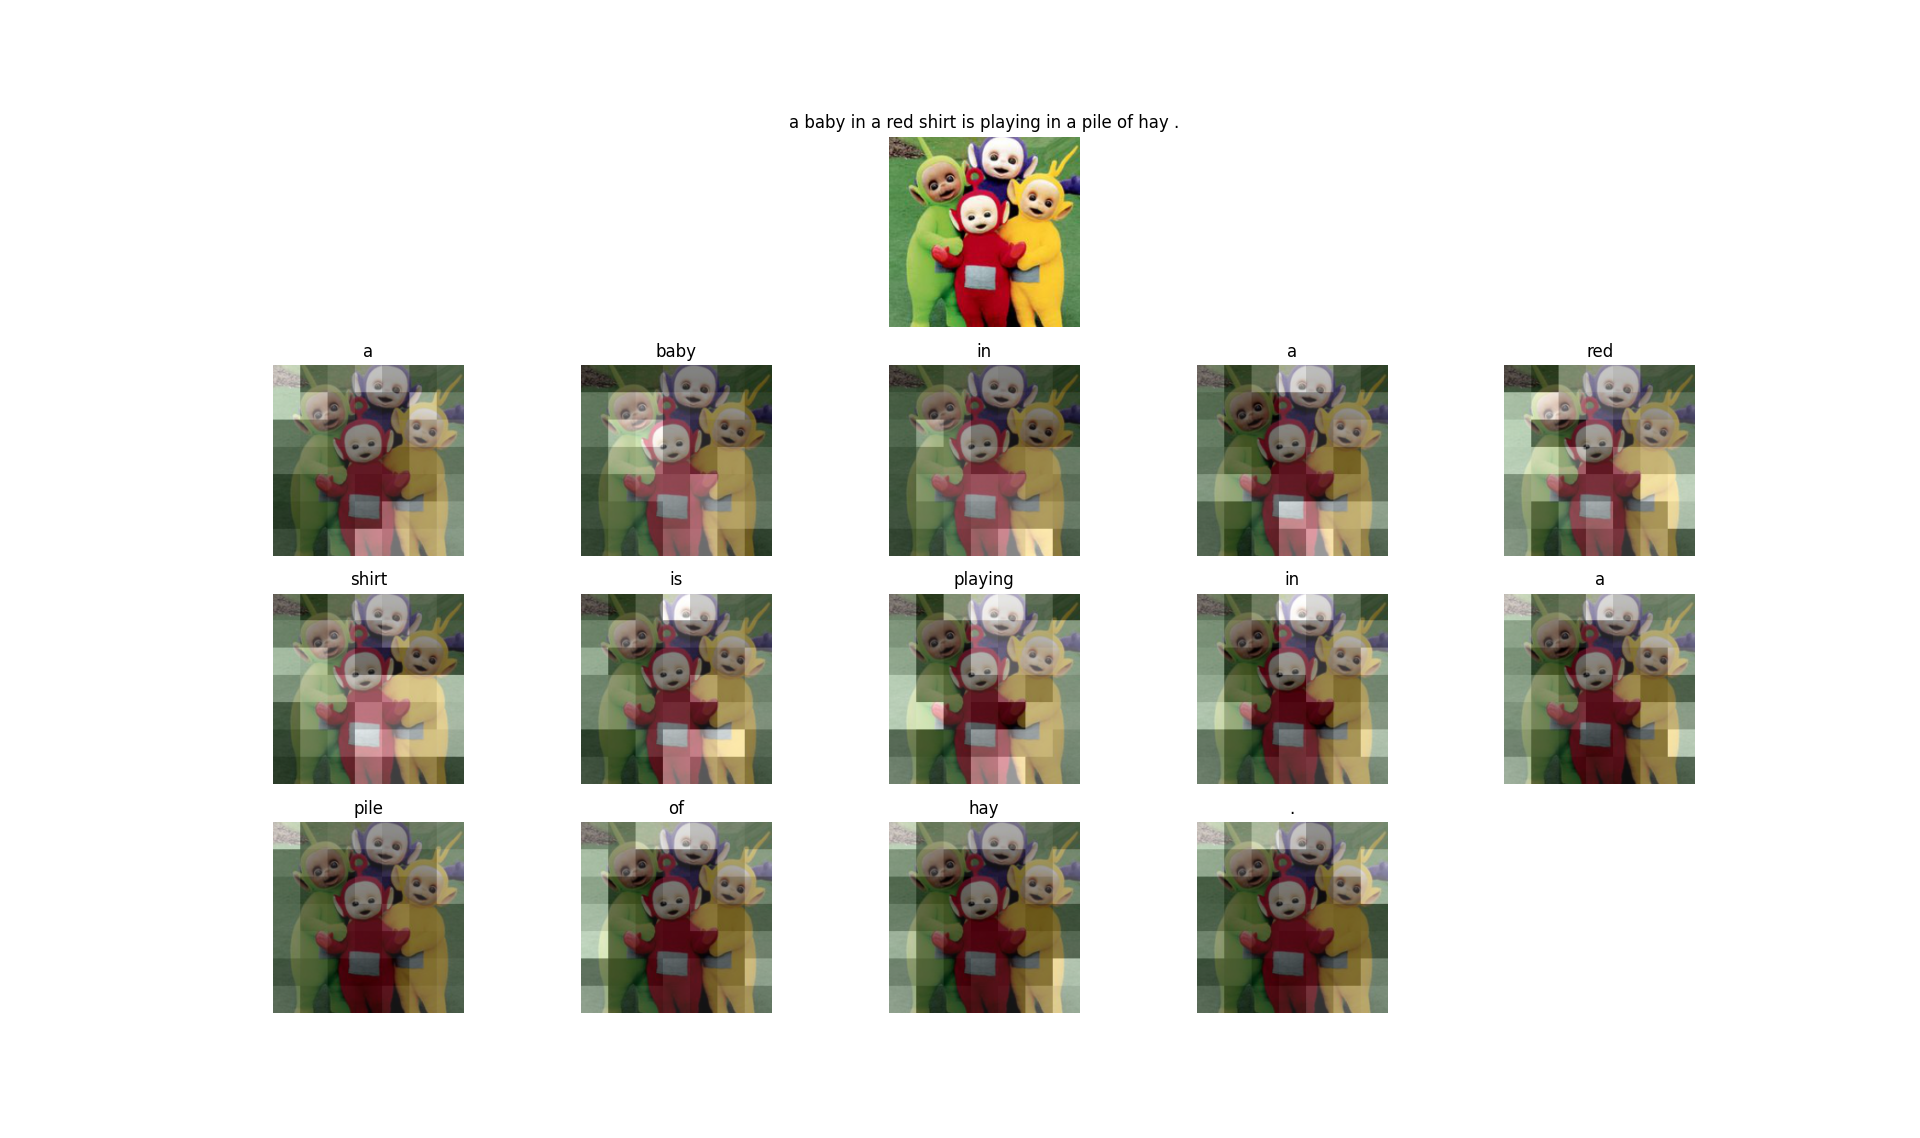 a baby in a red shirt is playing in a pile of hay .
a baby in a red
shirt is playing in a
pile of hay .